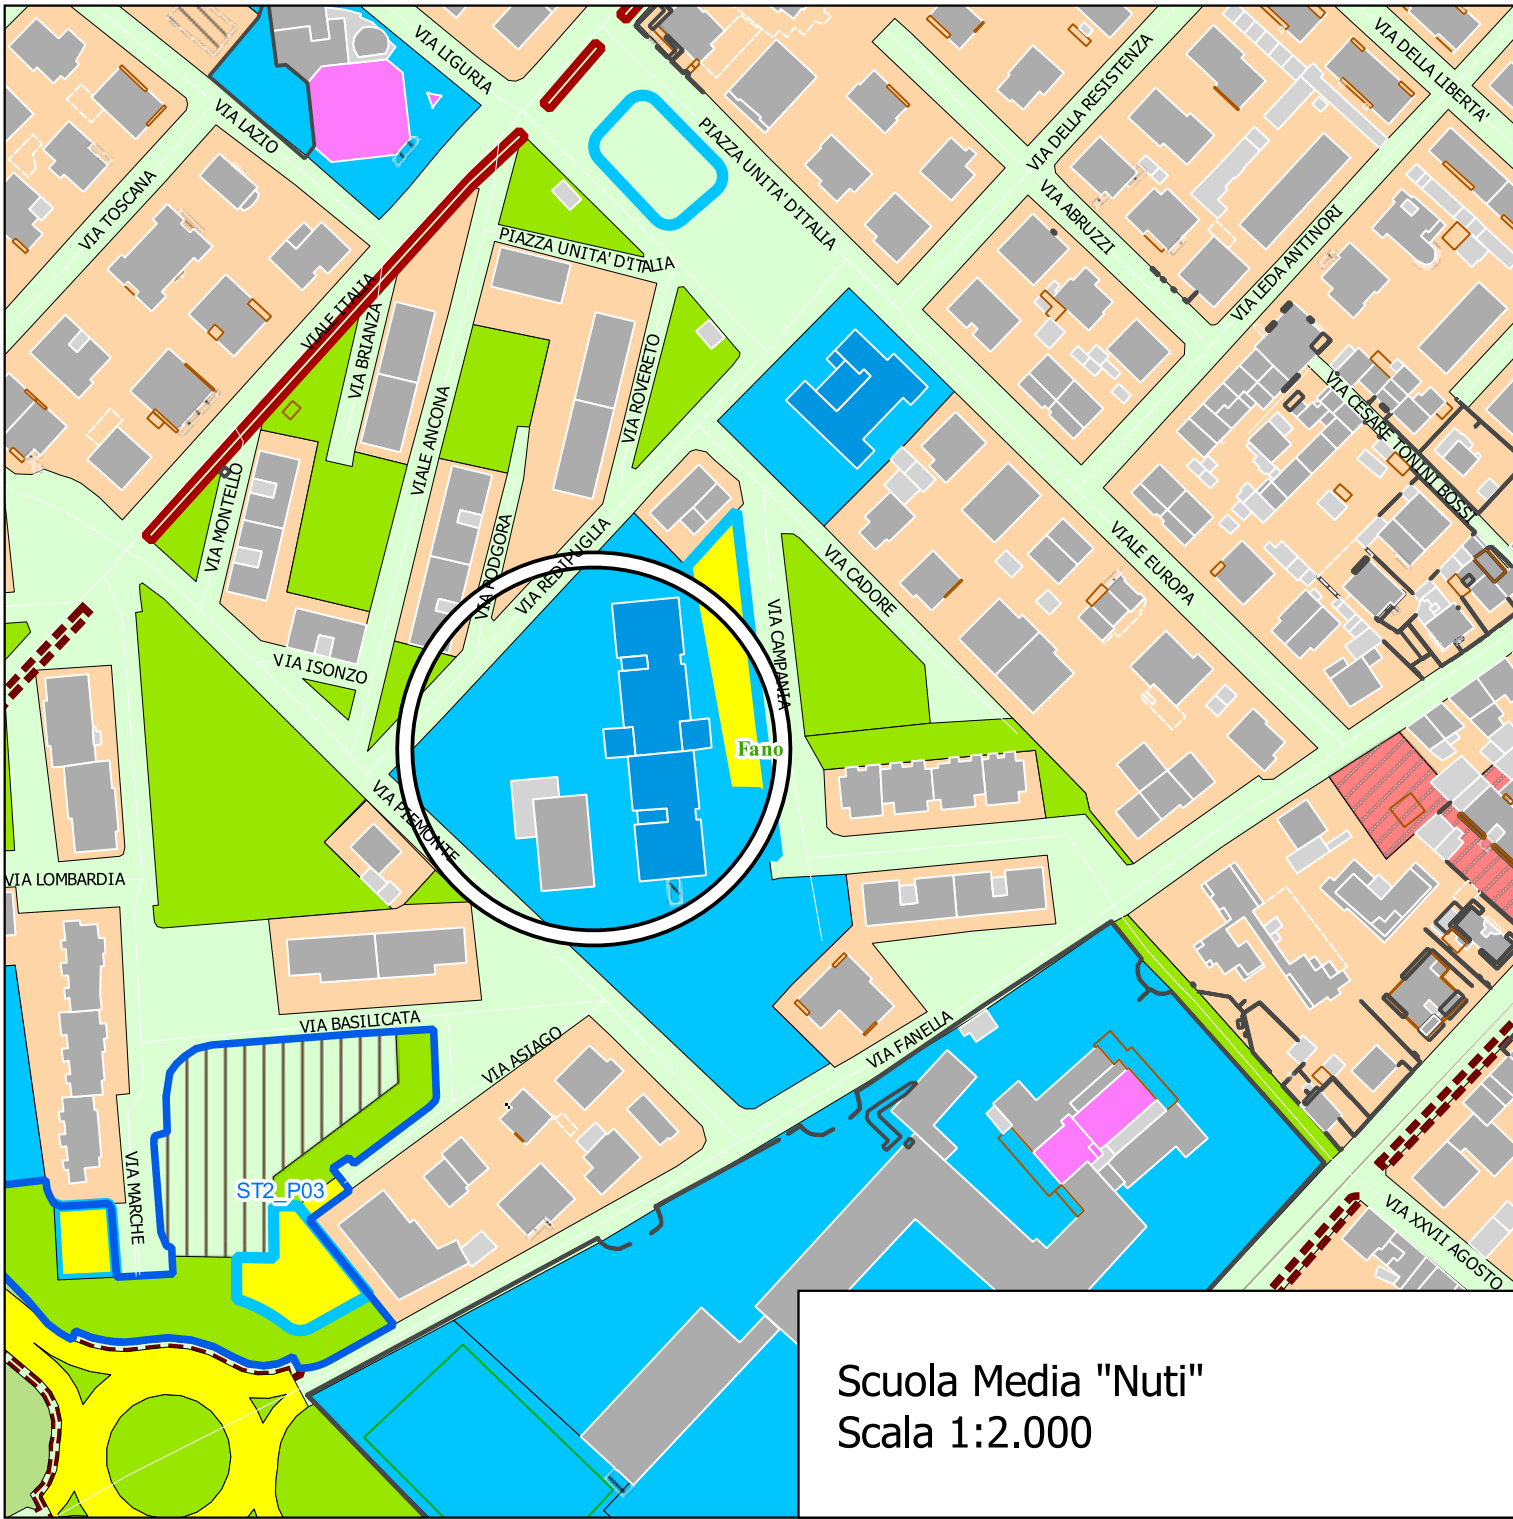 VIA LIGURIA
VIA DELLA LIBERTA'
VIA LAZIO
VIA DELLA RESISTENZA
PIAZZA UNITA' D'ITALIA
VIA TOSCANA
VIA ABRUZZI
PIAZZA UNITA' D'ITALIA
VIA LEDA ANTINORI
VIALE ITALIA
VIA BRIANZA
VIA ROVERETO
VIALE ANCONA
VIA CESARE TONINI BOSSI
VIA MONTELLO
VIA PODGORA
VIA REDIPUGLIA
VIA CADORE
VIALE EUROPA
VIA CAMPANIA
VIA ISONZO
Fano
VIA PIEMONTE
VIA LOMBARDIA
VIA BASILICATA
VIA ASIAGO
VIA FANELLA
VIA MARCHE
ST2_P03
VIA XXVII AGOSTO
Scuola Media "Nuti"
Scala 1:2.000